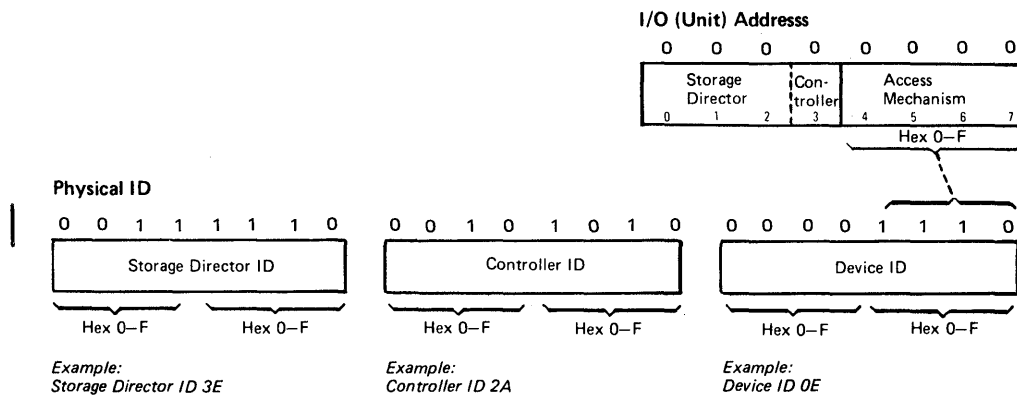 I/O (Unit) Addresss
0 0 0 0 0 0 0 0
Storage Director
Con-troller
Access Mechanism
0 1 2 3 4 5 6 7
Hex 0–F
Physical ID
0 0 1 1 1 1 1 0
0 0 1 0 1 0 1 0
0 0 0 0 1 1 1 0
Storage Director ID
Controller ID
Device ID
Hex 0–F Hex 0–F
Hex 0–F Hex 0–F
Hex 0–F Hex 0–F
Example:
Storage Director ID 3E
Example:
Controller ID 2A
Example:
Device ID 0E